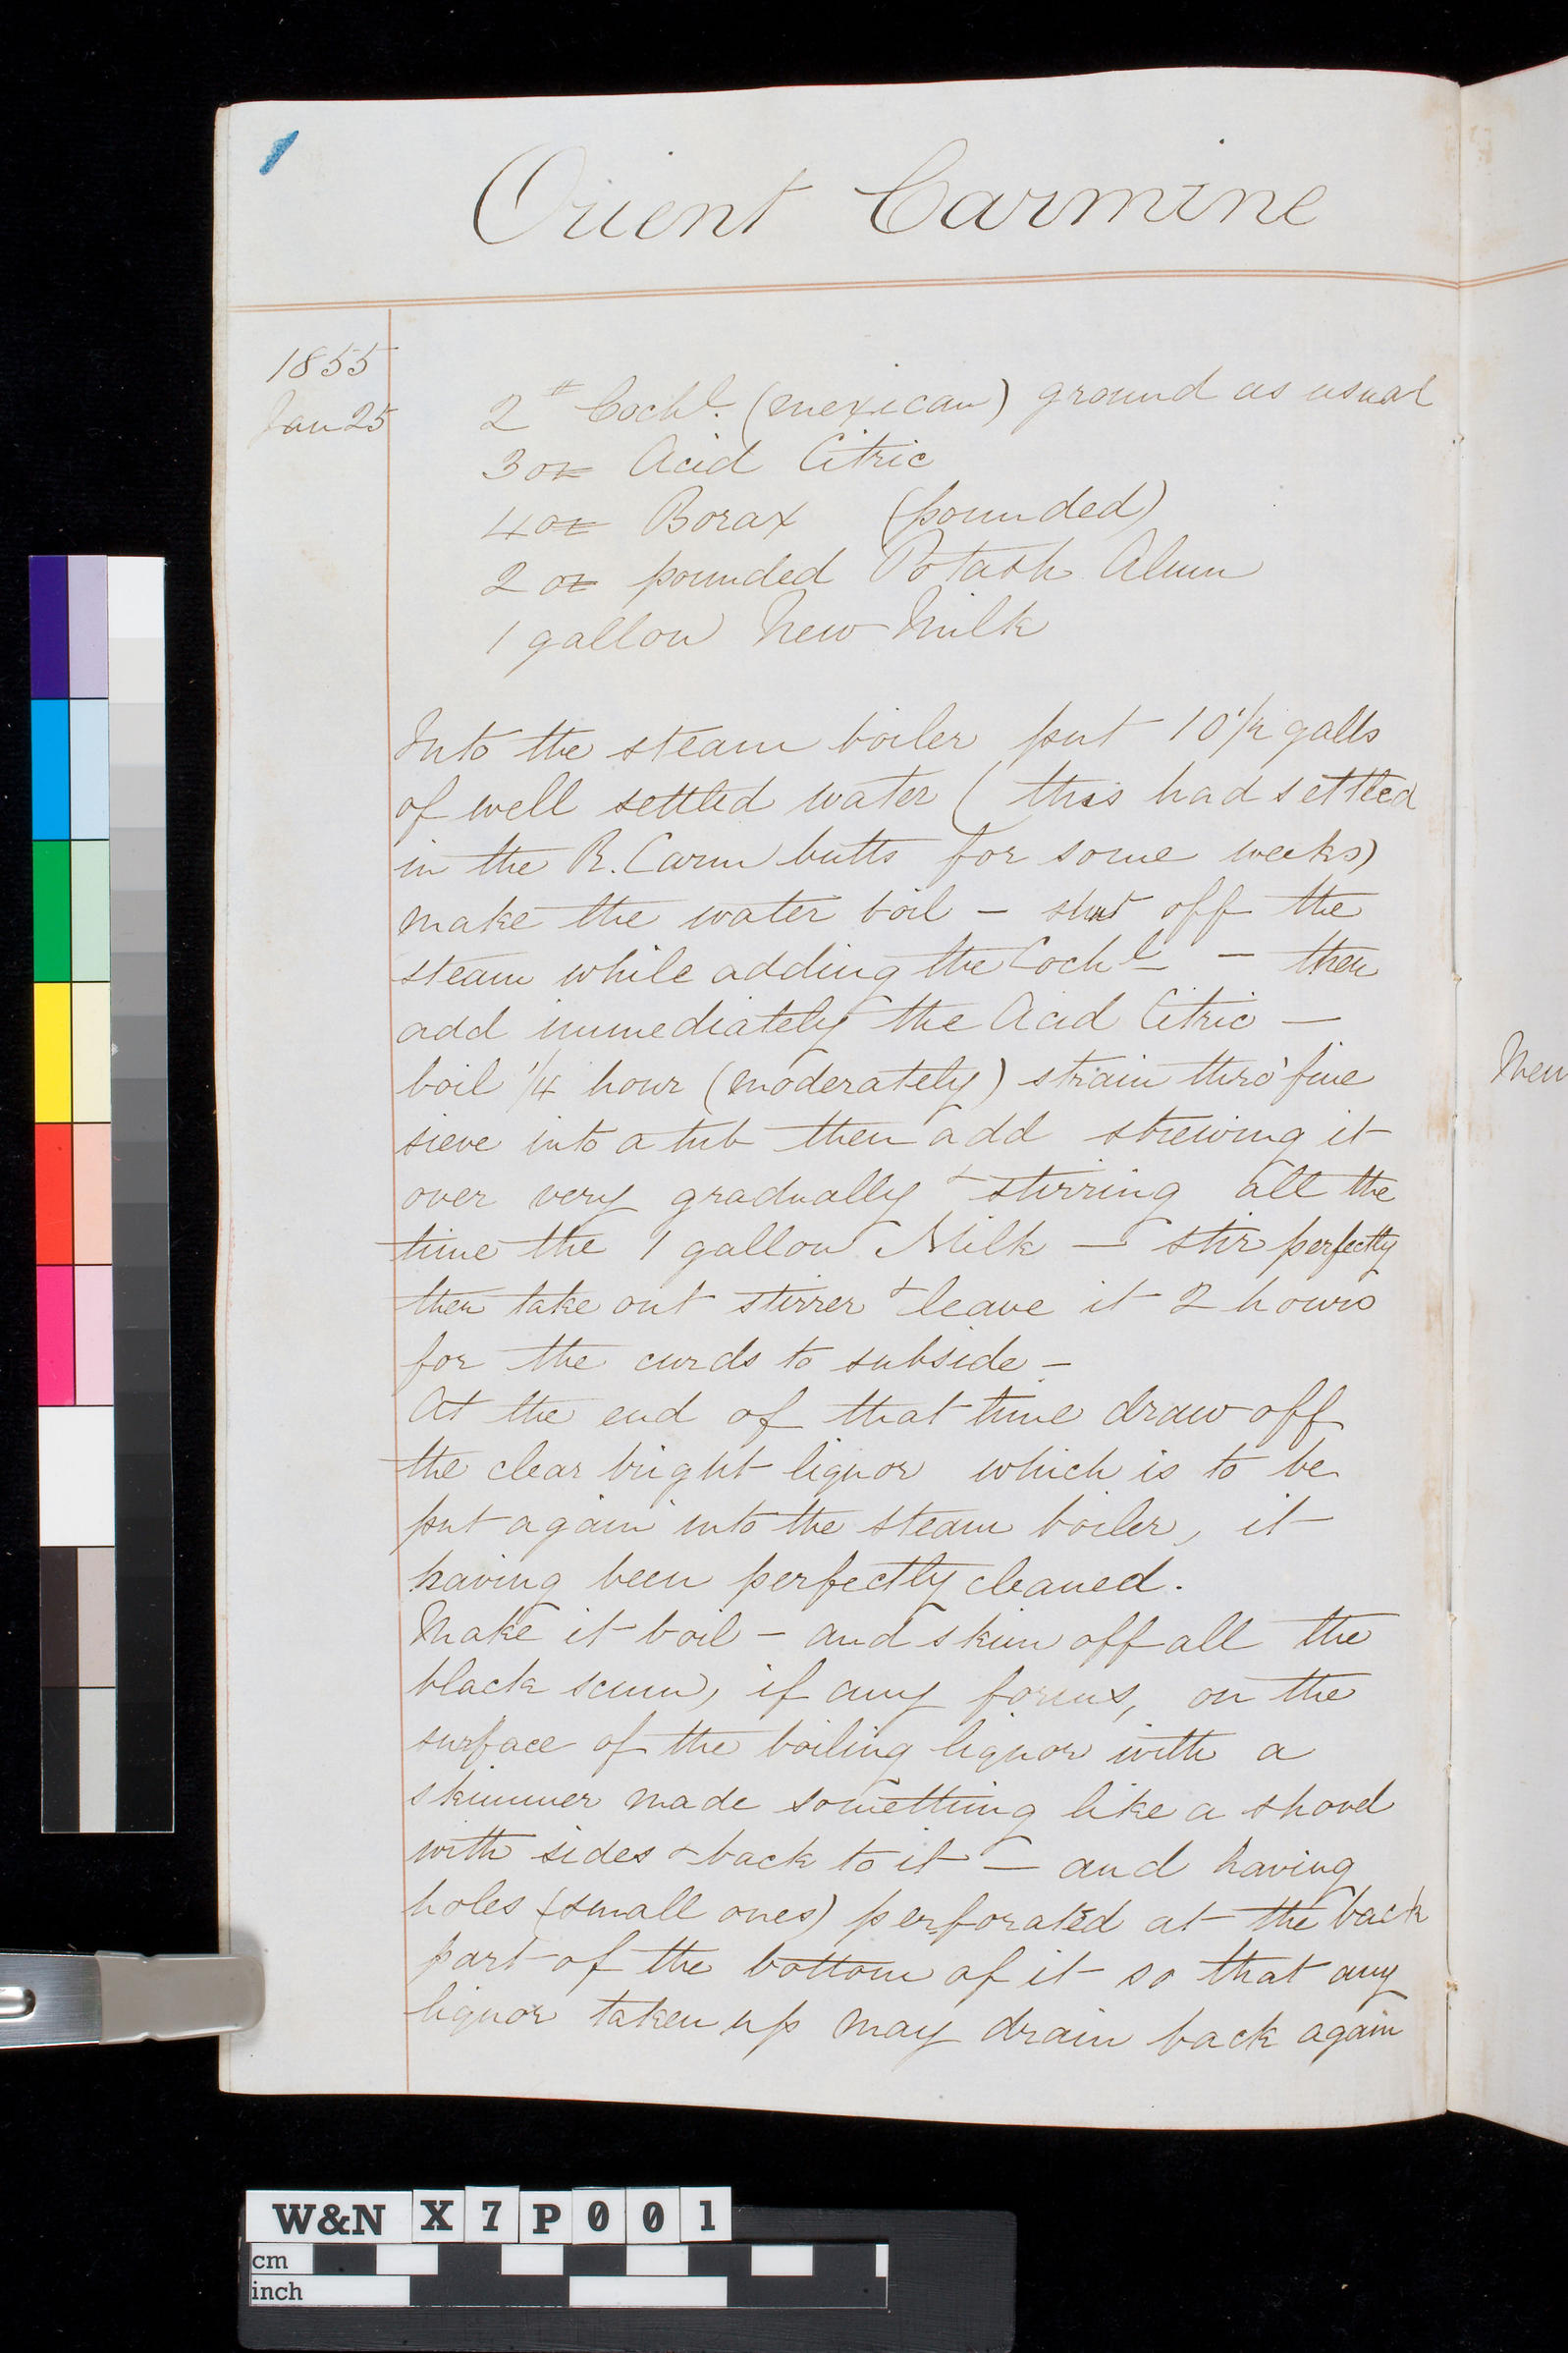 1
Orient Carmine
1855
Jan 25
2 # Cochl. (mexican) ground as usual
3 oz Acid Citric
4 oz Borax (pounded)
2 oz pounded Potash Alum
1 gallon New Milk
Into the steam boiler put 10 1/2 galls
of well settled water (this had settled
in the R. Carm butts for some weeks)
make the water boil - shut off the
steam while adding the Cochl - then
add immediately the Acid Citric -
boil 1/4 hour (moderately) strain thro' fine
sieve into a tub then add strewing it
over very gradually & stirring all the
time the 1 gallon Milk - stir perfectly
then take out stirrer & leave it 2 hours
for the curds to subside -
At the end of that time draw off
the clear bright liquor which is to be
put again into the steam boiler, it
having been perfectly cleaned.
Make it boil - and skim off all the
black scum, if any forms, on the
surface of the boiling liquor with a
skimmer made something like a shovel
with sides & back to it - and having
holes (small ones) perforated at the back
part of the bottom of it so that any
liquor taken up may drain back again
W&N X7P001
cm
inch